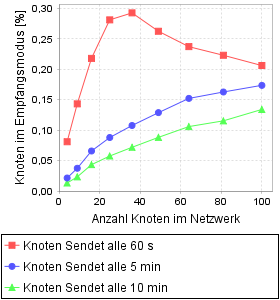 Knoten im Empfangsmodus [%]
0,30
0,25
0,20
0,15
0,10
0,05
0,00
0 20 40 60 80 100
Anzahl Knoten im Netzwerk
Knoten Sendet alle 60 s
Knoten Sendet alle 5 min
Knoten Sendet alle 10 min